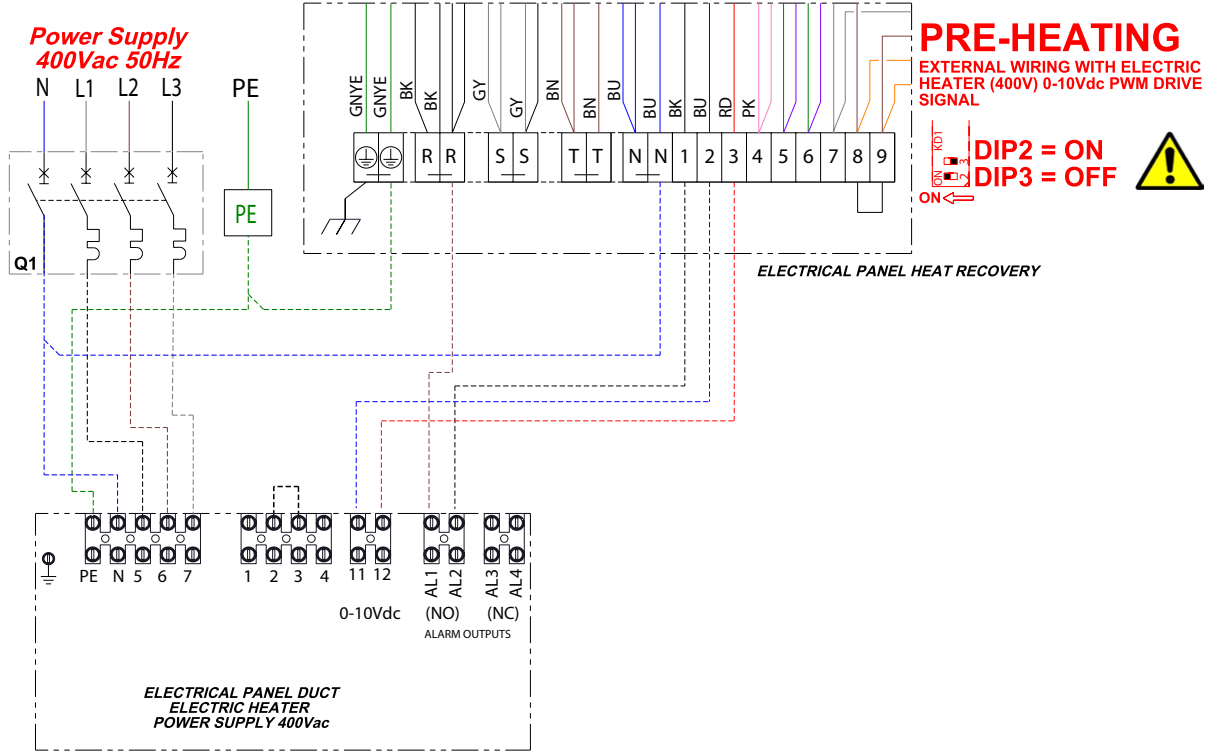 Power Supply
400Vac 50Hz
N L1 L2 L3 PE
PE
Q1
GNYE GNYE BK BK GY GY BN BN BU BU BK BU RD PK
R R S S T T N N 1 2 3 4 5 6 7 8 9
PRE-HEATING
EXTERNAL WIRING WITH ELECTRIC
HEATER (400V) 0-10Vdc PWM DRIVE
SIGNAL
KD1
ON
2 3
DIP2 = ON
DIP3 = OFF
ON
ELECTRICAL PANEL HEAT RECOVERY
PE N 5 6 7 1 2 3 4 11 12 AL1 AL2 AL3 AL4
0-10Vdc (NO) (NC)
ALARM OUTPUTS
ELECTRICAL PANEL DUCT
ELECTRIC HEATER
POWER SUPPLY 400Vac